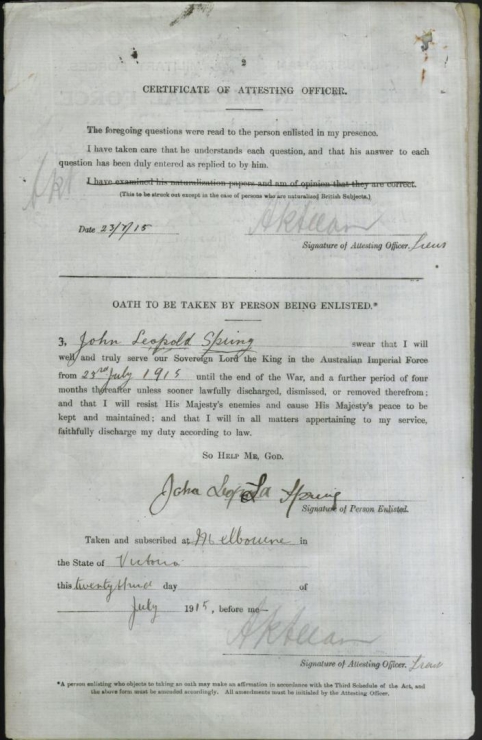 2
CERTIFICATE OF ATTESTING OFFICER.
The foregoing questions were read to the person enlisted in my presence.
I have taken care that he understands each question, and that his answer to each
question has been duly entered as replied to by him.
I have examined his naturalisation papers and am of opinion that they are correct.
(This to be struck out except in the case of persons who are naturalized British Subjects.)
Date 23/7/15
Signature of Attesting Officer. Lieut
OATH TO BE TAKEN BY PERSON BEING ENLISTED.*
3, John Leopold Spring swear that I will
well and truly serve our Sovereign Lord the King in the Australian Imperial Force
from 23rd July 1915 until the end of the War, and a further period of four
months thereafter unless sooner lawfully discharged, dismissed, or removed therefrom;
and that I will resist His Majesty's enemies and cause His Majesty's peace to be
kept and maintained; and that I will in all matters appertaining to my service,
faithfully discharge my duty according to law.
SO HELP ME, GOD.
John Leopold Spring
Signature of Person Enlisted.
Taken and subscribed at Melbourne in
the State of Victoria
this twenty third day of
July 1915, before me—
Signature of Attesting Officer. Lieut
*A person enlisting who objects to taking an oath may make an affirmation in accordance with the Third Schedule of the Act, and
the above form must be amended accordingly. All amendments must be initialed by the Attesting Officer.